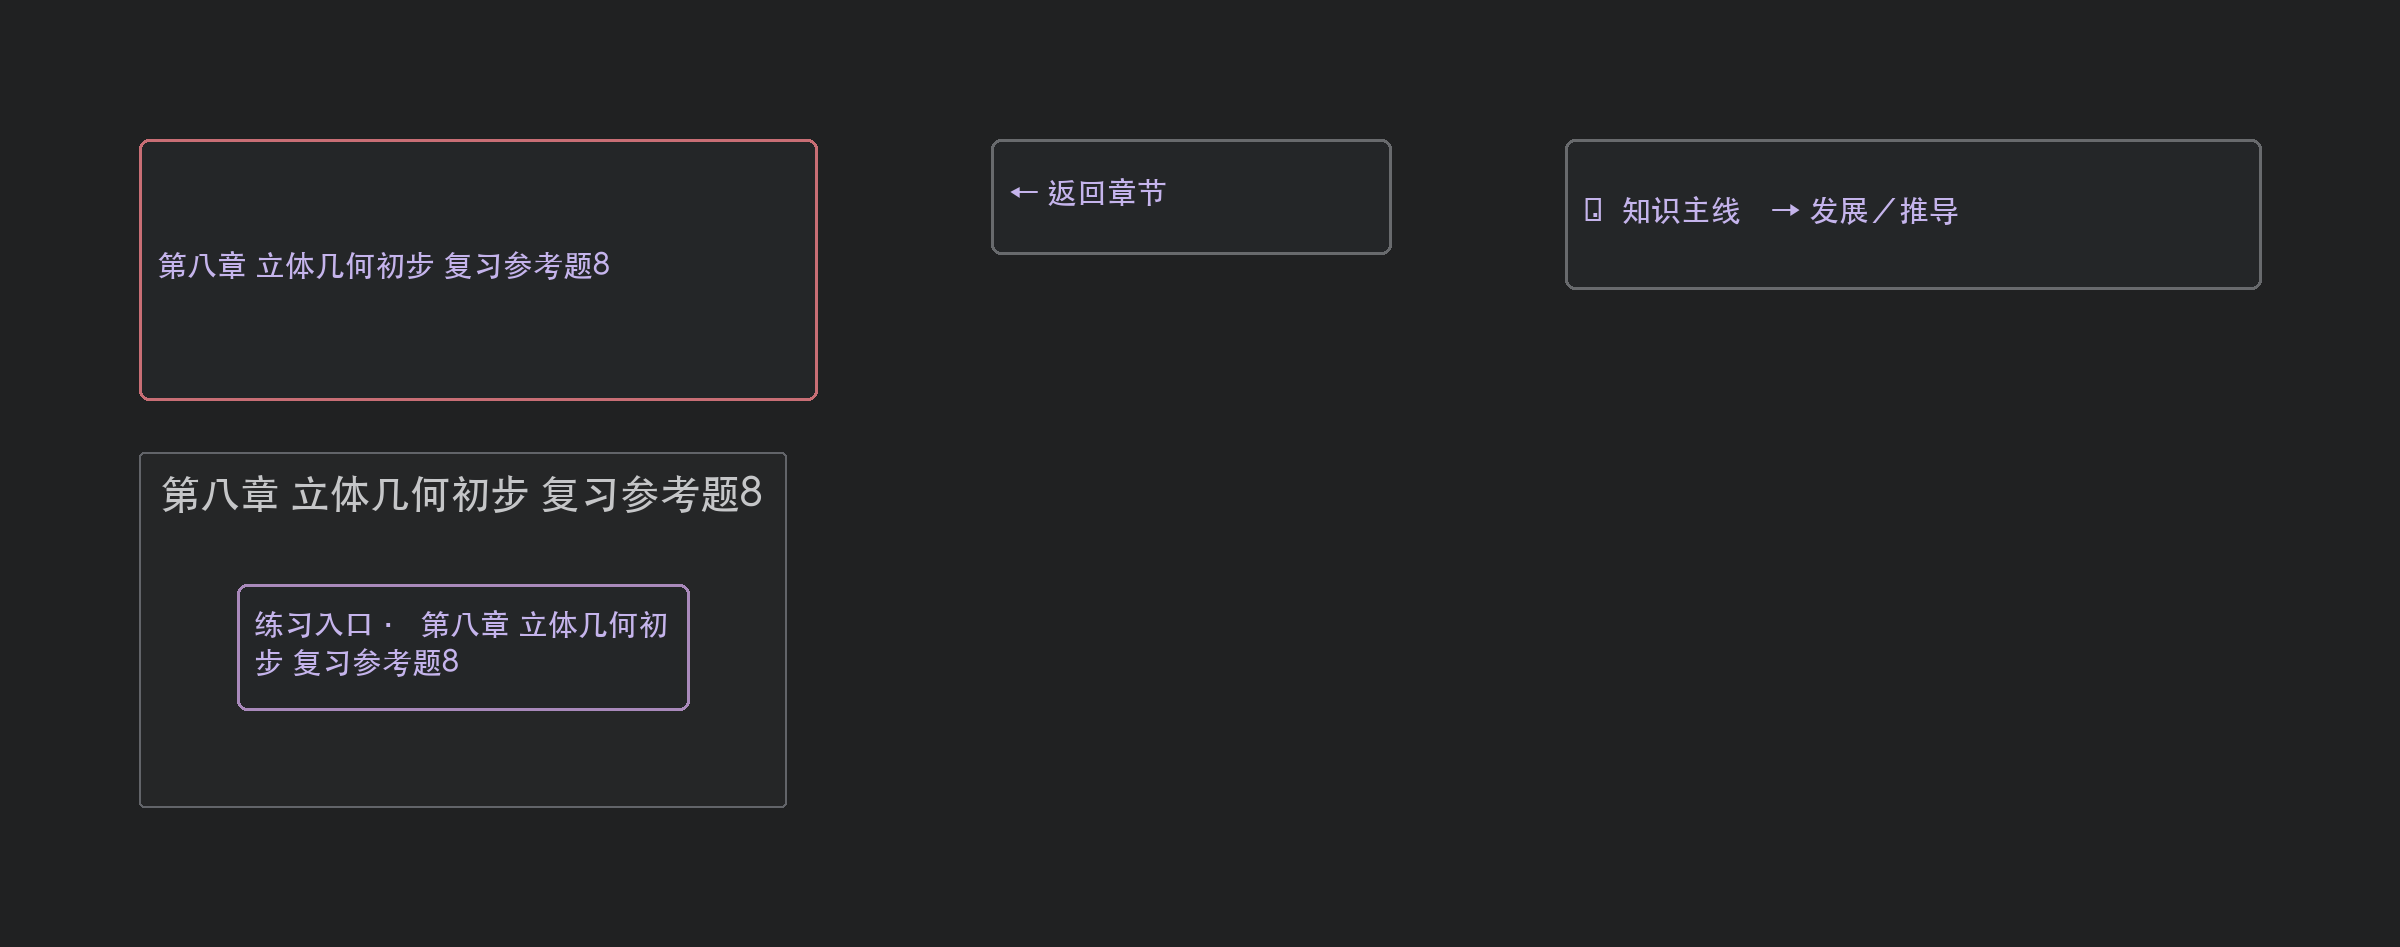 第八章 立体几何初步 复习参考题8
← 返回章节
知识主线 → 发展／推导
第八章 立体几何初步 复习参考题8
练习入口 · 第八章 立体几何初
步 复习参考题8